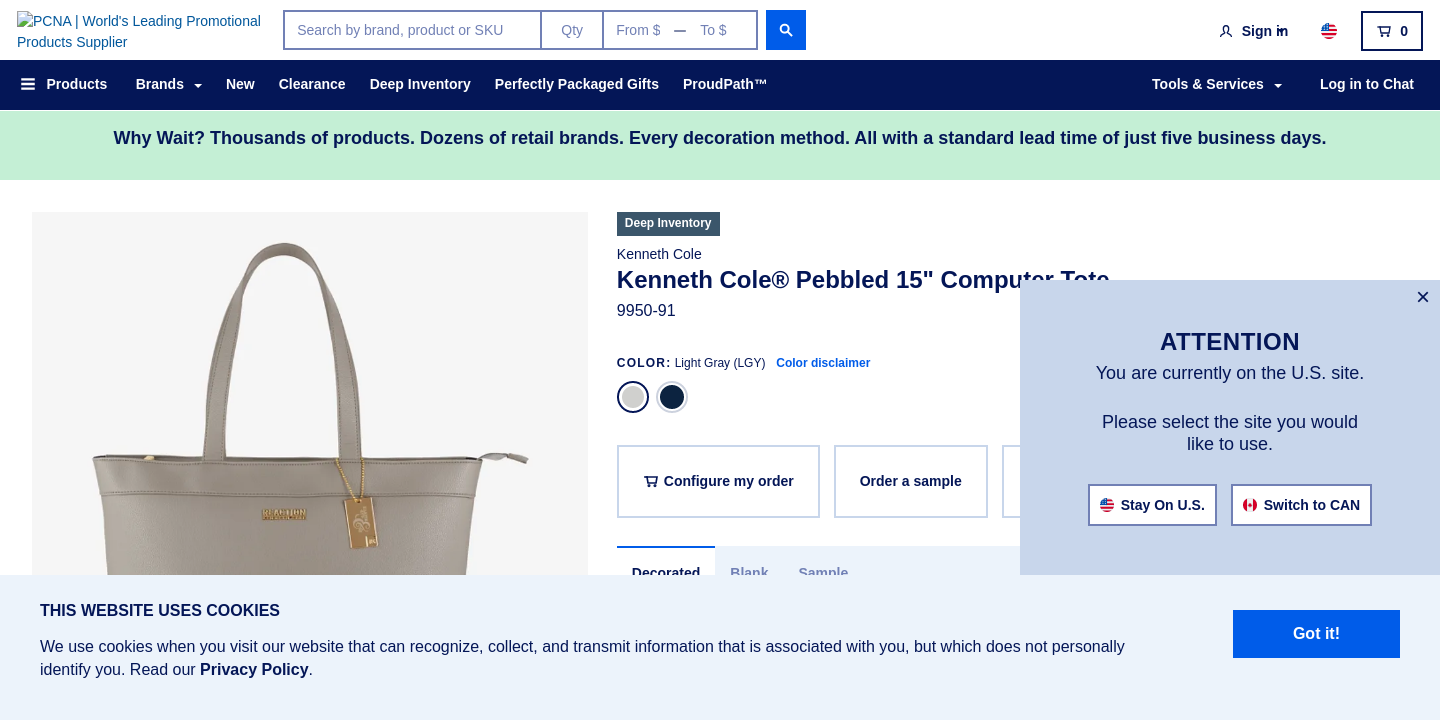 PCNA | World's Leading Promotional
Products Supplier
Search by brand, product or SKU
Qty
From $
To $
Sign in
0
Products
Brands
New
Clearance
Deep Inventory
Perfectly Packaged Gifts
ProudPath™
Tools & Services
Log in to Chat
Why Wait? Thousands of products. Dozens of retail brands. Every decoration method. All with a standard lead time of just five business days.
Deep Inventory
Kenneth Cole
Kenneth Cole® Pebbled 15" Computer Tote
9950-91
COLOR: Light Gray (LGY) Color disclaimer
Configure my order
Order a sample
Decorated
Blank
Sample
REACTION
ATTENTION
You are currently on the U.S. site.
Please select the site you would
like to use.
Stay On U.S.
Switch to CAN
THIS WEBSITE USES COOKIES
We use cookies when you visit our website that can recognize, collect, and transmit information that is associated with you, but which does not personally
identify you. Read our Privacy Policy.
Got it!